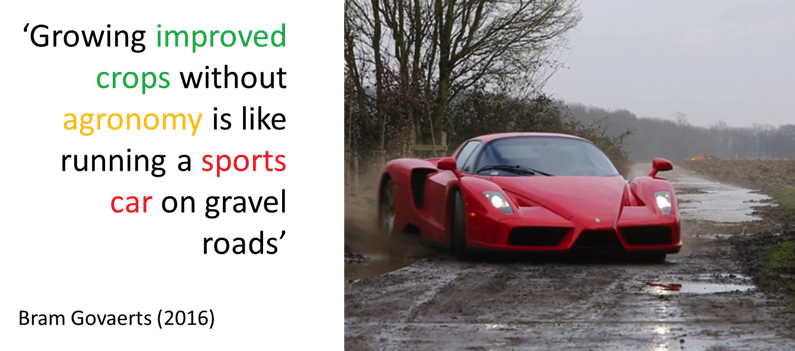 ‘Growing improved
crops without
agronomy is like
running a sports
car on gravel
roads’
Bram Govaerts (2016)